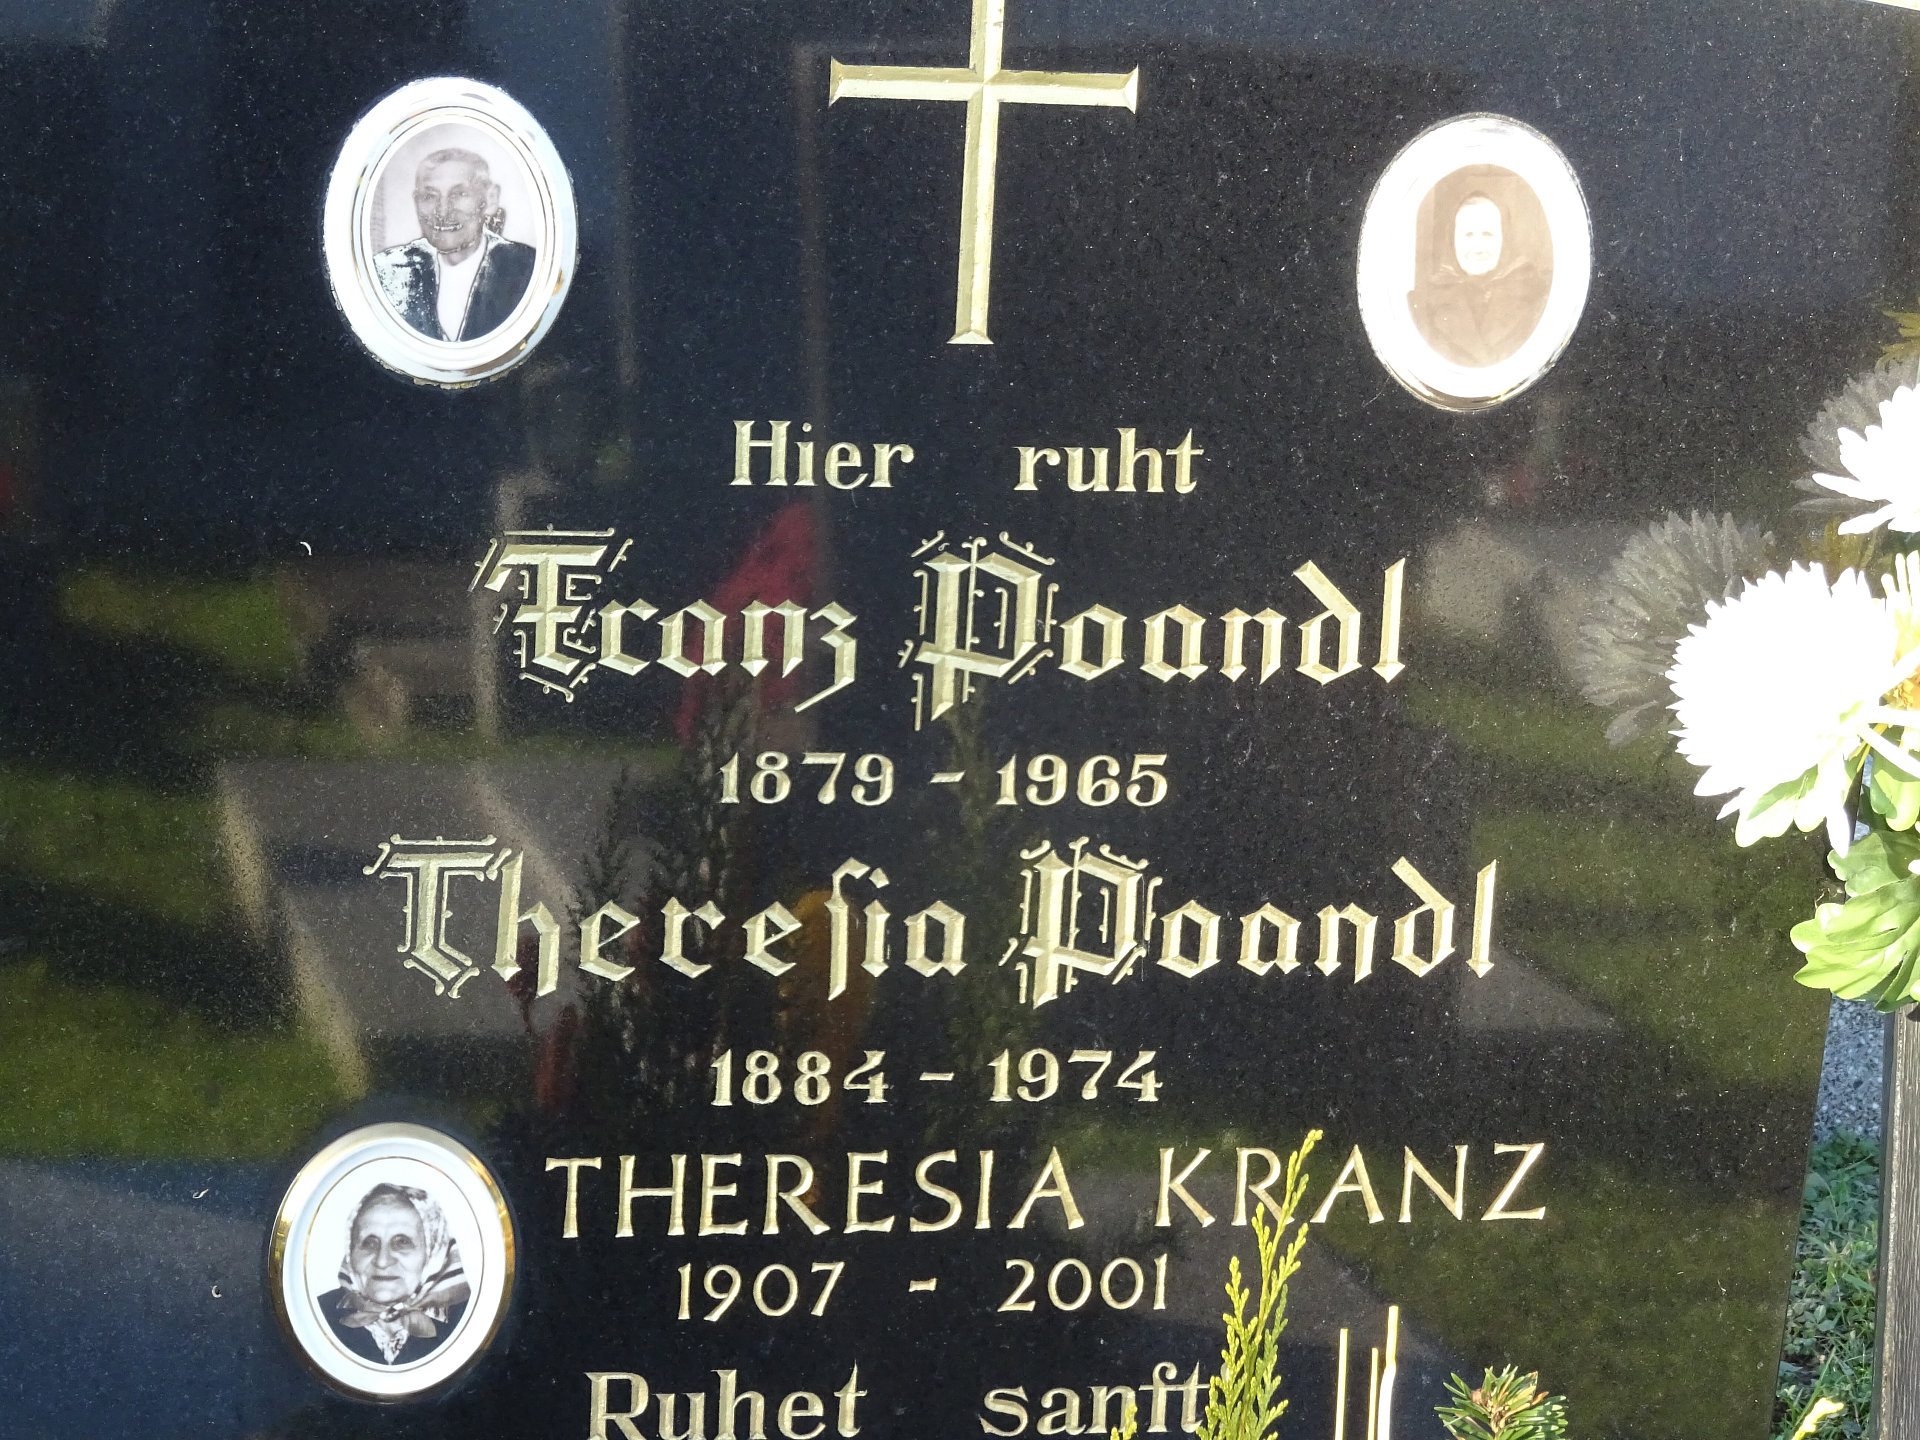 Hier ruht
Franz Poandl
1879 - 1965
Theresia Poandl
1884 - 1974
THERESIA KRANZ
1907 - 2001
Ruhet sanft